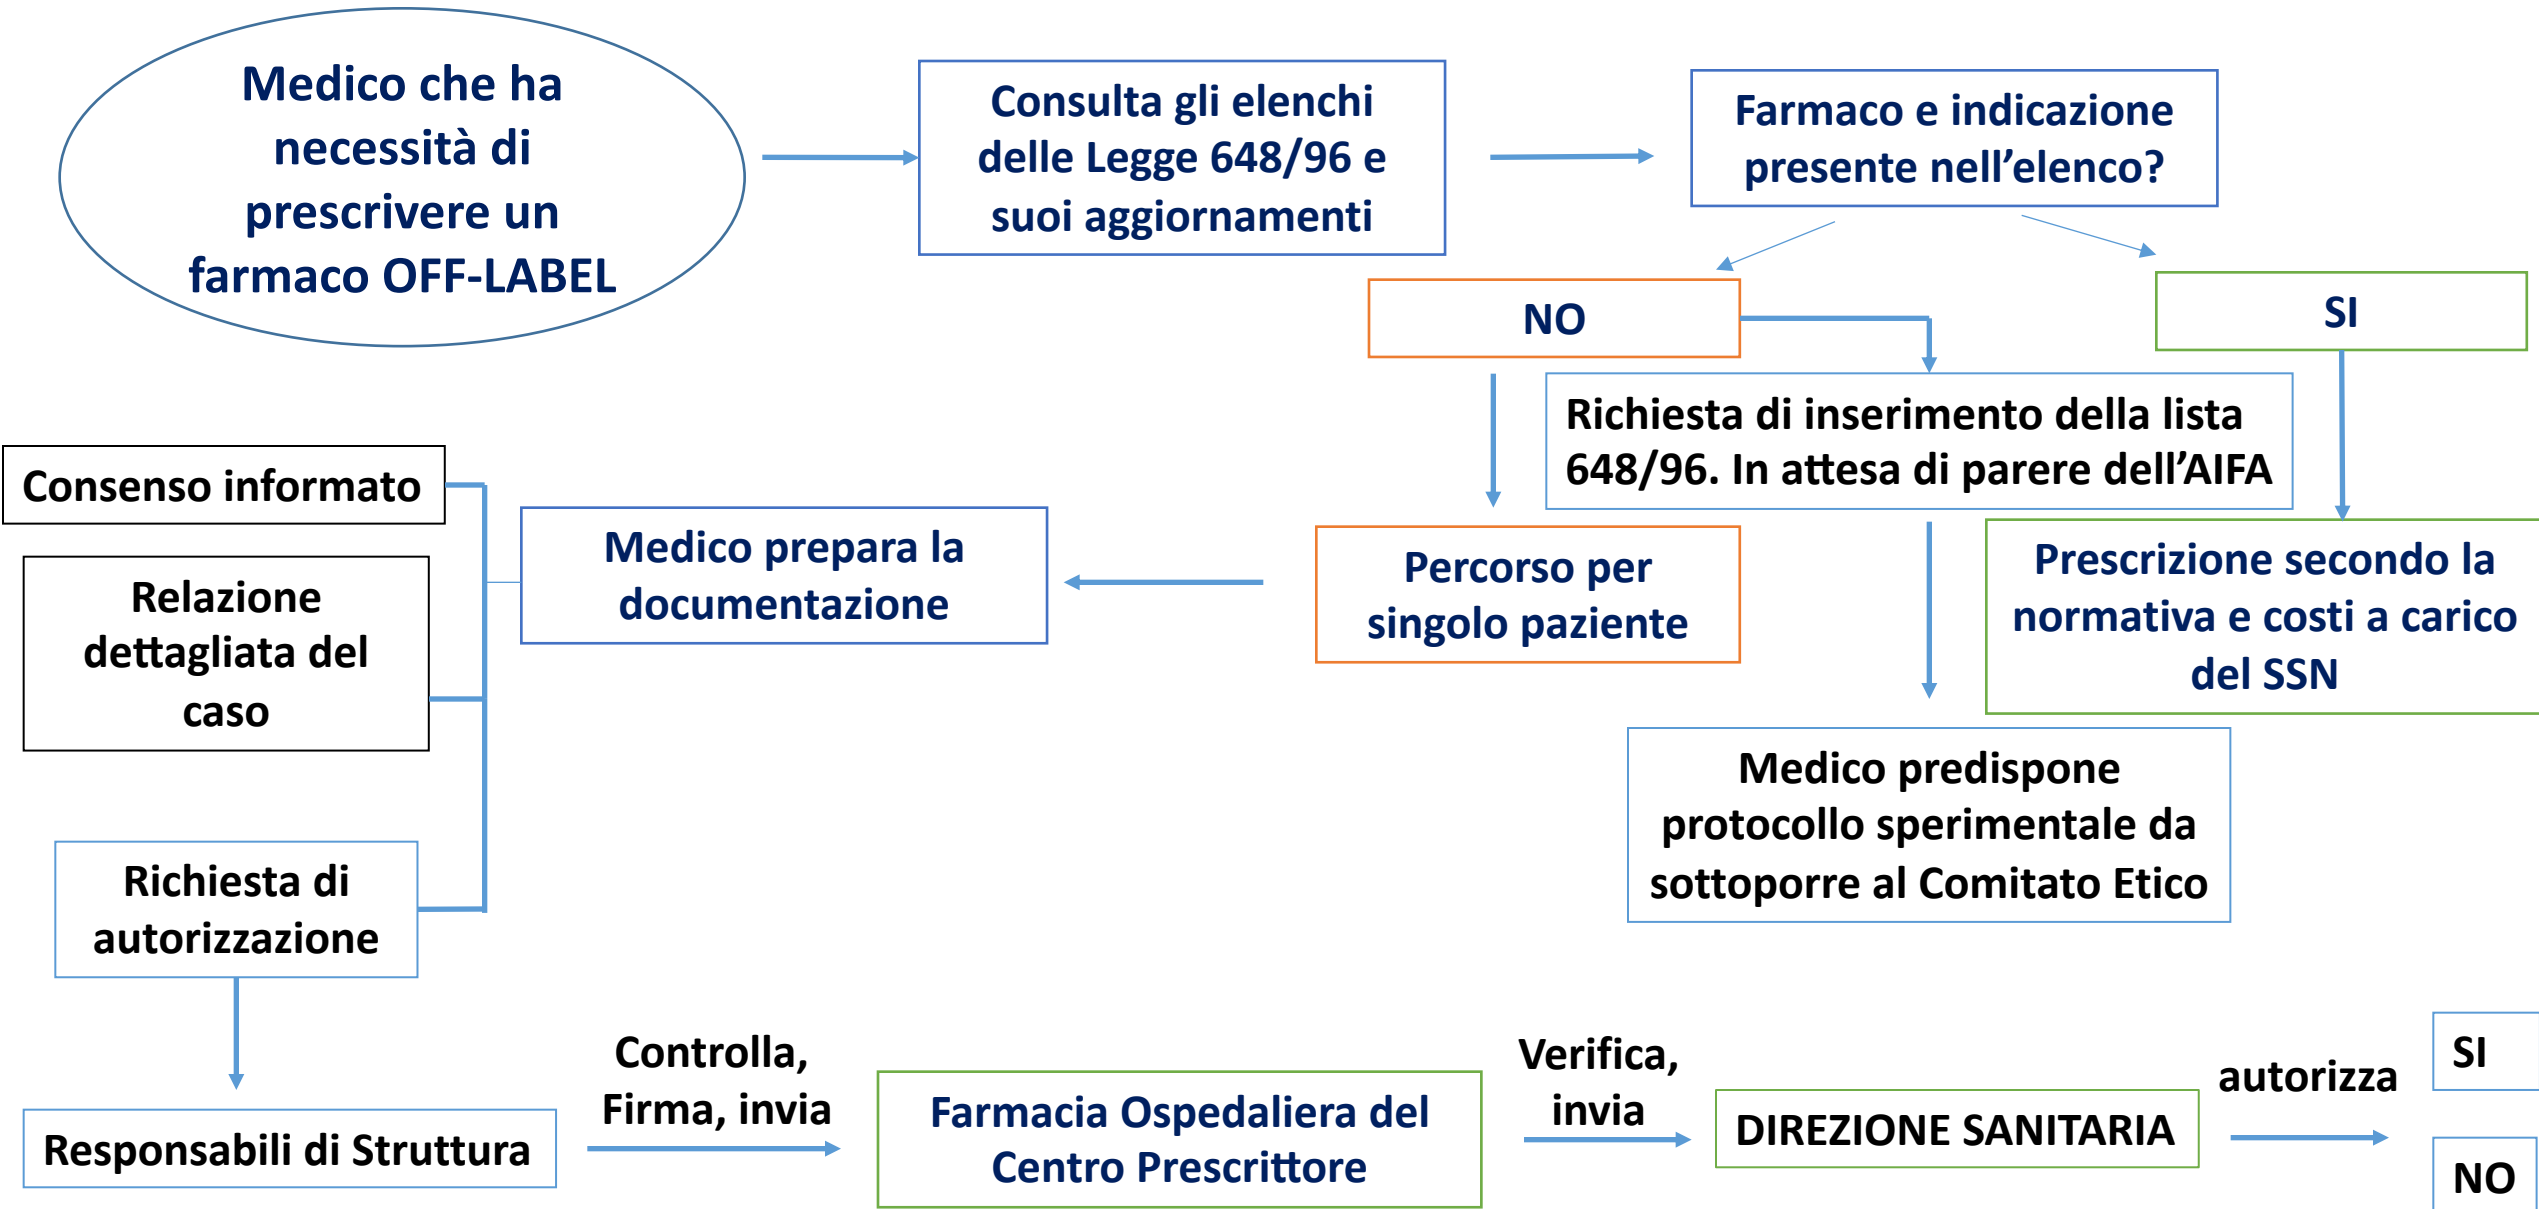 Medico che ha
necessità di
prescrivere un
farmaco OFF-LABEL
Consulta gli elenchi
delle Legge 648/96 e
suoi aggiornamenti
Farmaco e indicazione
presente nell’elenco?
NO
SI
Richiesta di inserimento della lista
648/96. In attesa di parere dell’AIFA
Prescrizione secondo la
normativa e costi a carico
del SSN
Percorso per
singolo paziente
Medico prepara la
documentazione
Consenso informato
Relazione
dettagliata del
caso
Richiesta di
autorizzazione
Medico predispone
protocollo sperimentale da
sottoporre al Comitato Etico
Responsabili di Struttura
Controlla,
Firma, invia
Farmacia Ospedaliera del
Centro Prescrittore
Verifica,
invia
DIREZIONE SANITARIA
autorizza
SI
NO